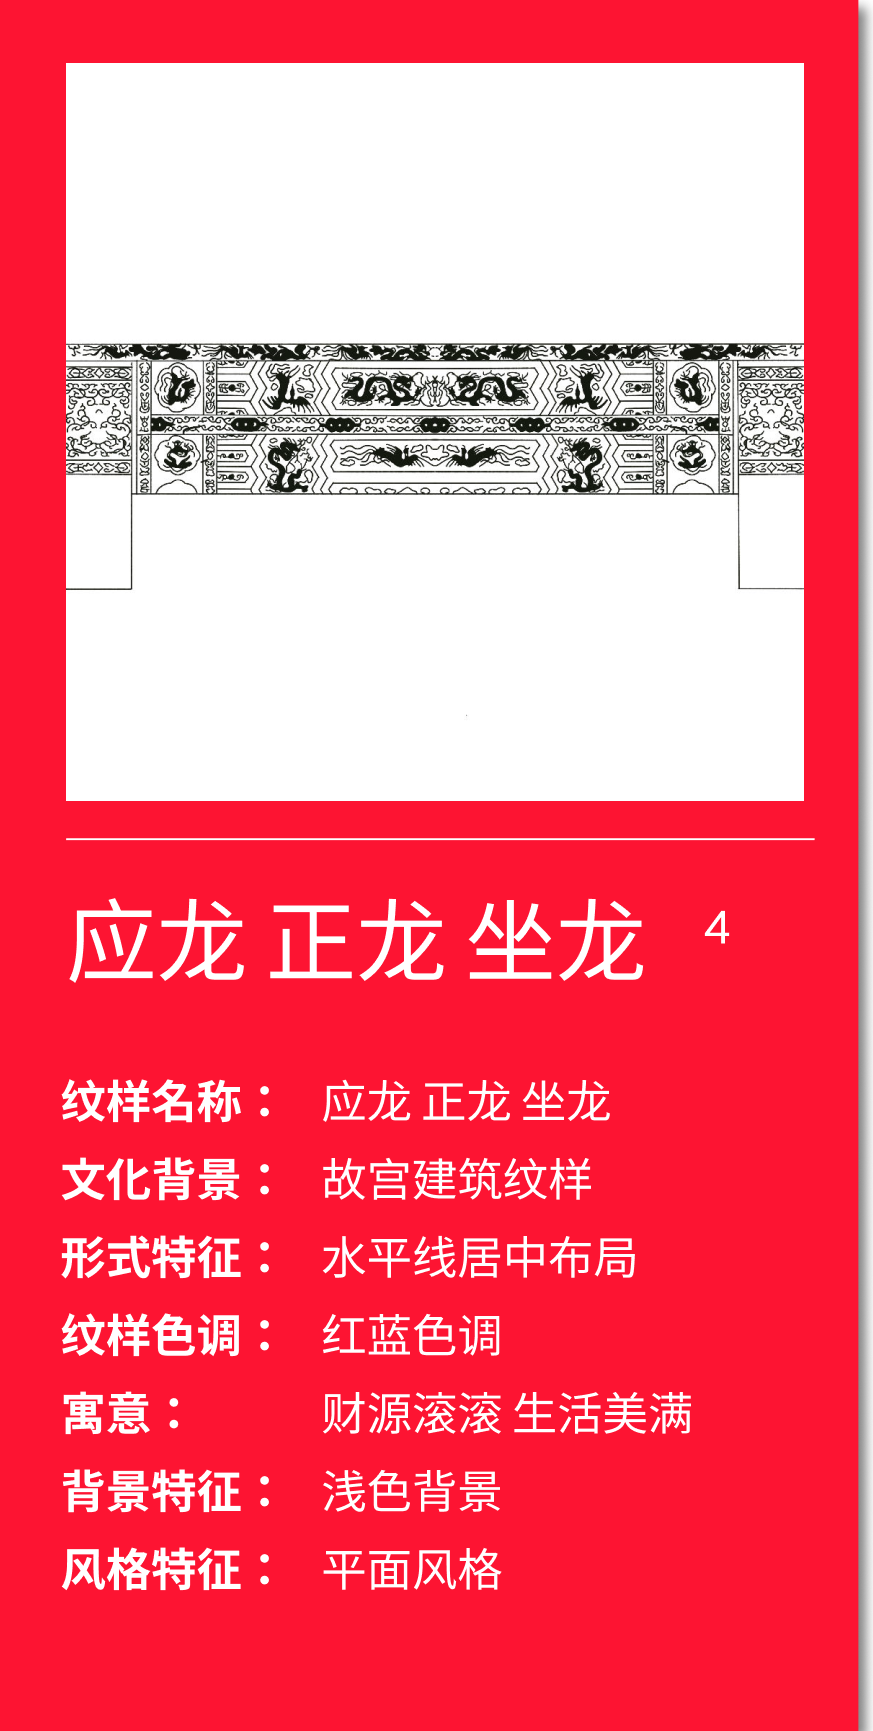 应龙 正龙 坐龙 4
纹样名称： 应龙 正龙 坐龙
文化背景： 故宫建筑纹样
形式特征： 水平线居中布局
纹样色调： 红蓝色调
寓意： 财源滚滚 生活美满
背景特征： 浅色背景
风格特征： 平面风格